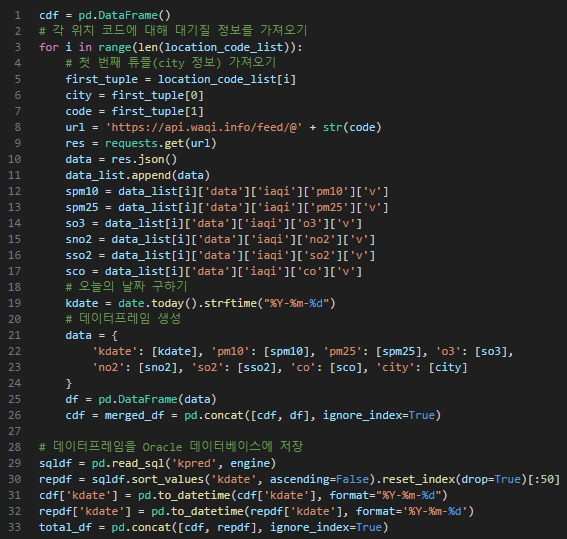 1 cdf = pd.DataFrame()
2 # 각 위치 코드에 대해 대기질 정보를 가져오기
3 for i in range(len(location_code_list)):
4     # 첫 번째 튜플(city 정보) 가져오기
5     first_tuple = location_code_list[i]
6     city = first_tuple[0]
7     code = first_tuple[1]
8     url = 'https://api.waqi.info/feed/@' + str(code)
9     res = requests.get(url)
10     data = res.json()
11     data_list.append(data)
12     spm10 = data_list[i]['data']['iaqi']['pm10']['v']
13     spm25 = data_list[i]['data']['iaqi']['pm25']['v']
14     so3 = data_list[i]['data']['iaqi']['o3']['v']
15     sno2 = data_list[i]['data']['iaqi']['no2']['v']
16     sso2 = data_list[i]['data']['iaqi']['so2']['v']
17     sco = data_list[i]['data']['iaqi']['co']['v']
18     # 오늘의 날짜 구하기
19     kdate = date.today().strftime("%Y-%m-%d")
20     # 데이터프레임 생성
21     data = {
22         'kdate': [kdate], 'pm10': [spm10], 'pm25': [spm25], 'o3': [so3],
23         'no2': [sno2], 'so2': [sso2], 'co': [sco], 'city': [city]
24     }
25     df = pd.DataFrame(data)
26     cdf = merged_df = pd.concat([cdf, df], ignore_index=True)
27
28 # 데이터프레임을 Oracle 데이터베이스에 저장
29 sqldf = pd.read_sql('kpred', engine)
30 repdf = sqldf.sort_values('kdate', ascending=False).reset_index(drop=True)[:50]
31 cdf['kdate'] = pd.to_datetime(cdf['kdate'], format="%Y-%m-%d")
32 repdf['kdate'] = pd.to_datetime(repdf['kdate'], format='%Y-%m-%d')
33 total_df = pd.concat([cdf, repdf], ignore_index=True)